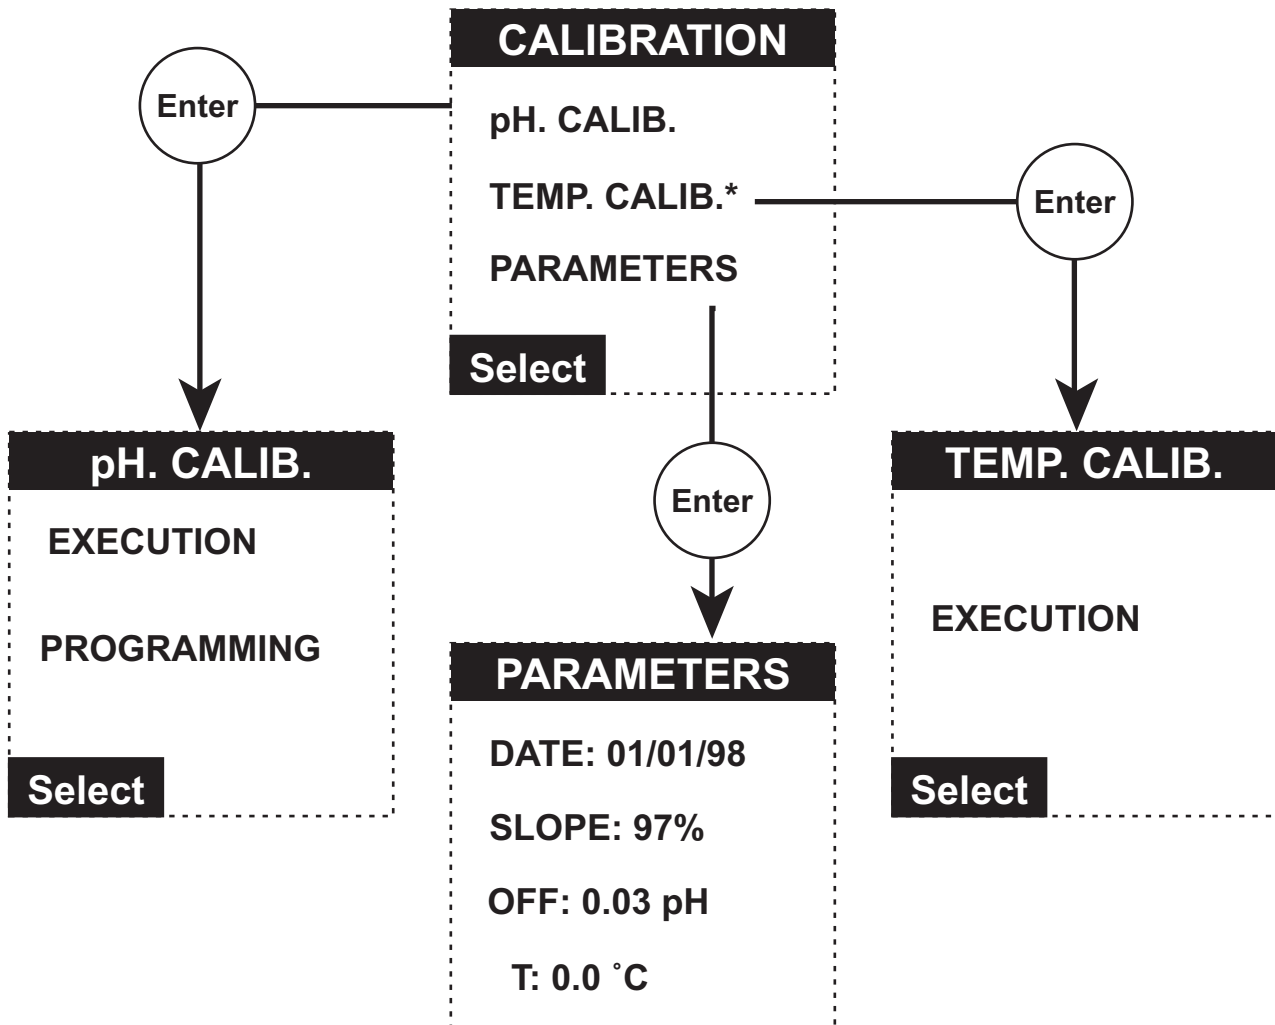 CALIBRATION
Enter
pH. CALIB.
TEMP. CALIB.*
Enter
PARAMETERS
Select
pH. CALIB.
EXECUTION
PROGRAMMING
Select
Enter
TEMP. CALIB.
EXECUTION
Select
PARAMETERS
DATE: 01/01/98
SLOPE: 97%
OFF: 0.03 pH
T: 0.0 ˚C